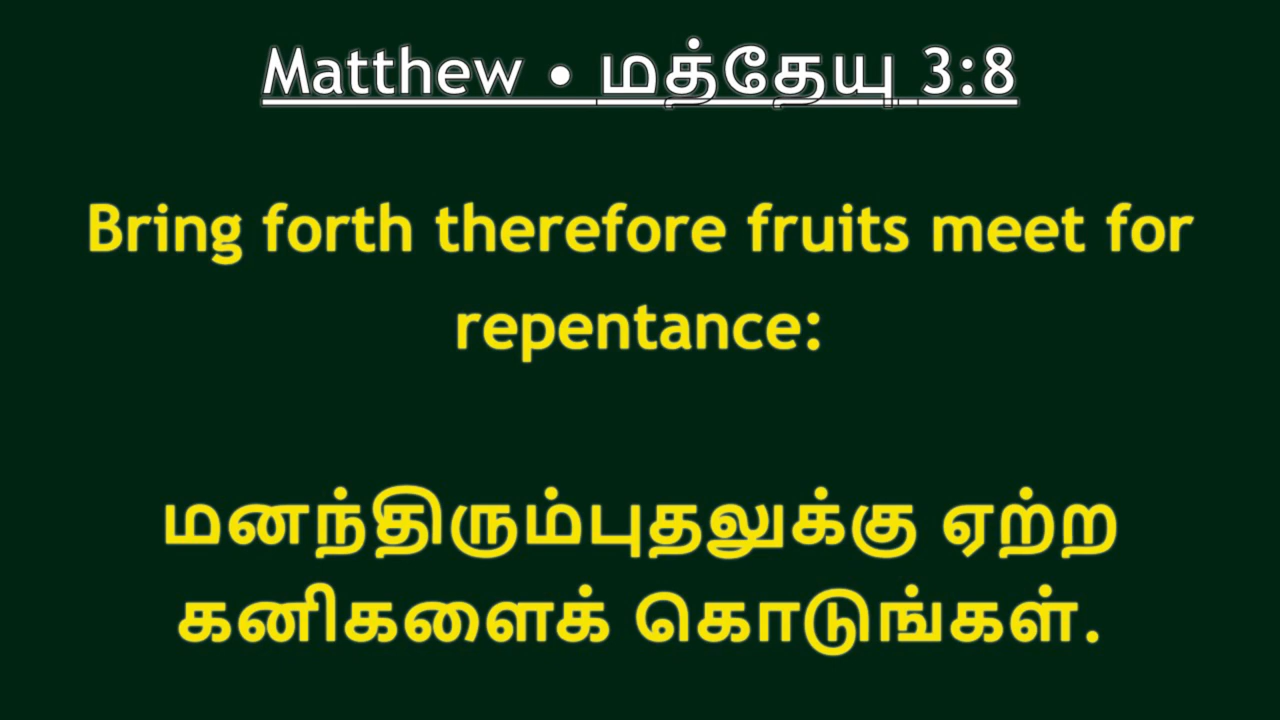 Matthew • மத்தேயு 3:8
Bring forth therefore fruits meet for
repentance:
மனந்திரும்புதலுக்கு ஏற்ற
கனிகளைக் கொடுங்கள்.